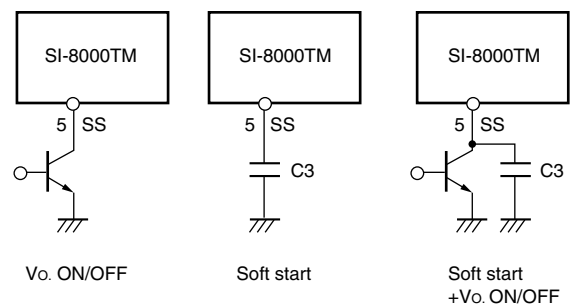 SI-8000TM
SI-8000TM
SI-8000TM
5 SS
5 SS
5 SS
C3
C3
Vo. ON/OFF
Soft start
Soft start
+Vo. ON/OFF